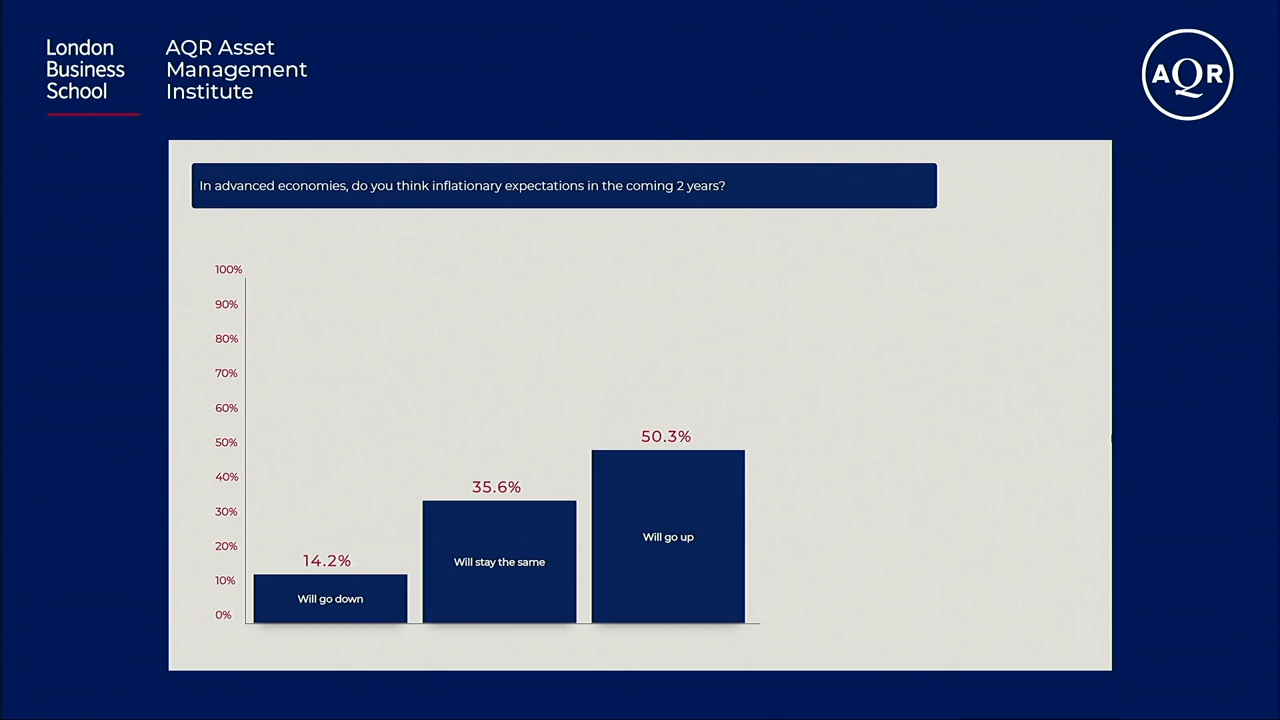 London
Business
School
AQR Asset
Management
Institute
AQR
In advanced economies, do you think inflationary expectations in the coming 2 years?
100%
90%
80%
70%
60%
50%
40%
30%
20%
10%
0%
14.2%
Will go down
35.6%
Will stay the same
50.3%
Will go up